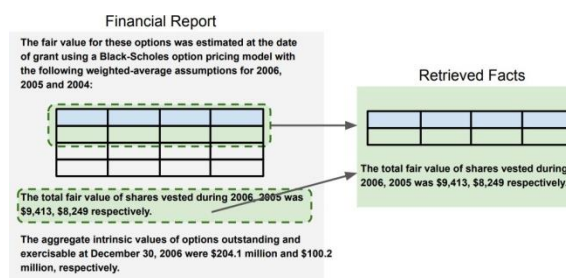 Financial Report
The fair value for these options was estimated at the date
of grant using a Black-Scholes option pricing model with
the following weighted-average assumptions for 2006,
2005 and 2004:
The total fair value of shares vested during 2006, 2005 was
$9,413, $8,249 respectively.
The aggregate intrinsic values of options outstanding and
exercisable at December 30, 2006 were $204.1 million and $100.2
million, respectively.
Retrieved Facts
The total fair value of shares vested during
2006, 2005 was $9,413, $8,249 respectively.